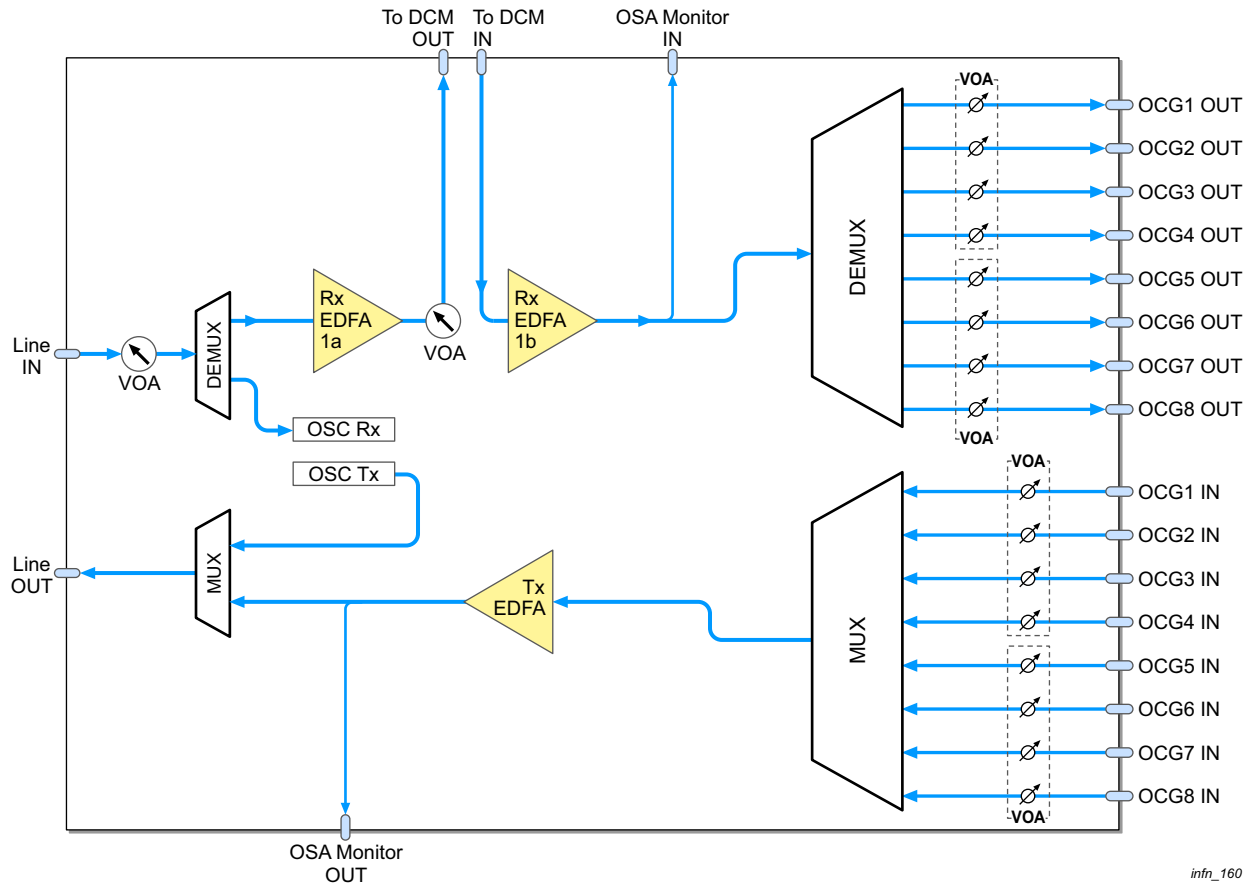 To DCM
OUT
To DCM
IN
OSA Monitor
IN
VOA
OCG1 OUT
OCG2 OUT
OCG3 OUT
OCG4 OUT
OCG5 OUT
OCG6 OUT
OCG7 OUT
OCG8 OUT
VOA
DEMUX
Rx
EDFA
1a
VOA
Rx
EDFA
1b
Line
IN
VOA
DEMUX
OSC Rx
OSC Tx
VOA
OCG1 IN
OCG2 IN
OCG3 IN
OCG4 IN
OCG5 IN
OCG6 IN
OCG7 IN
OCG8 IN
VOA
MUX
Tx
EDFA
MUX
Line
OUT
OSA Monitor
OUT
infn_160